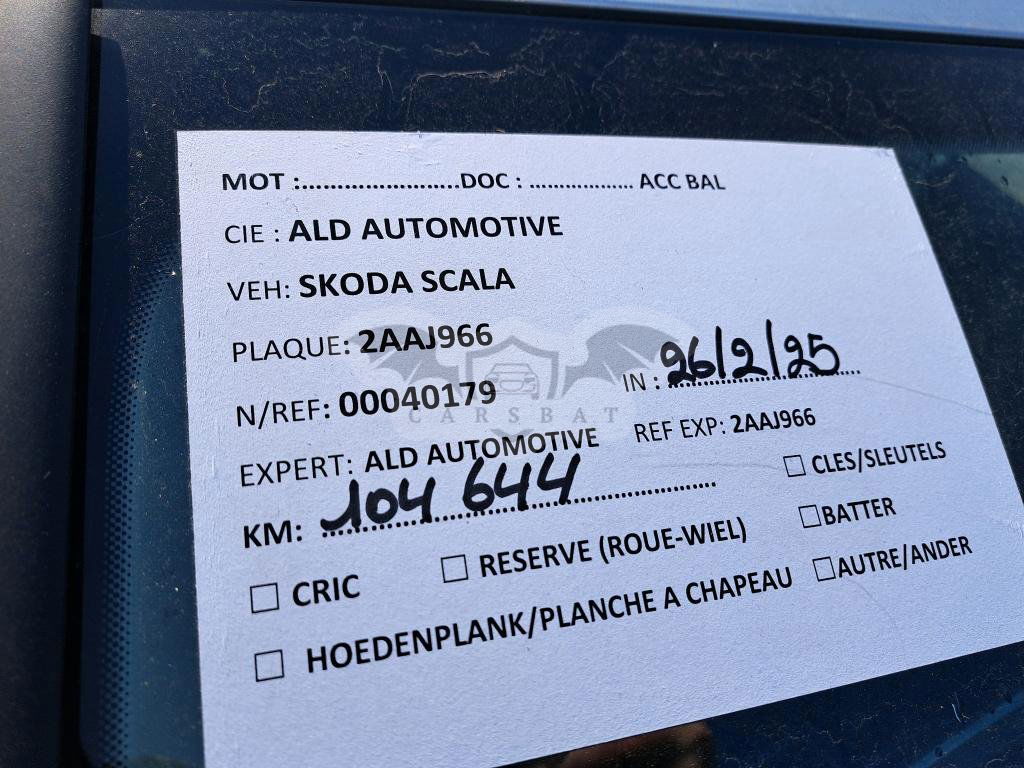 MOT :......................DOC : .................. ACC BAL
CIE : ALD AUTOMOTIVE
VEH: SKODA SCALA
PLAQUE: 2AAJ966
N/REF: 00040179 IN : 26/2/25
CARSBAT
EXPERT: ALD AUTOMOTIVE REF EXP: 2AAJ966
KM: 104 644 ☐ CLES/SLEUTELS
☐ CRIC ☐ RESERVE (ROUE-WIEL) ☐BATTER
☐ HOEDENPLANK/PLANCHE A CHAPEAU ☐AUTRE/ANDER